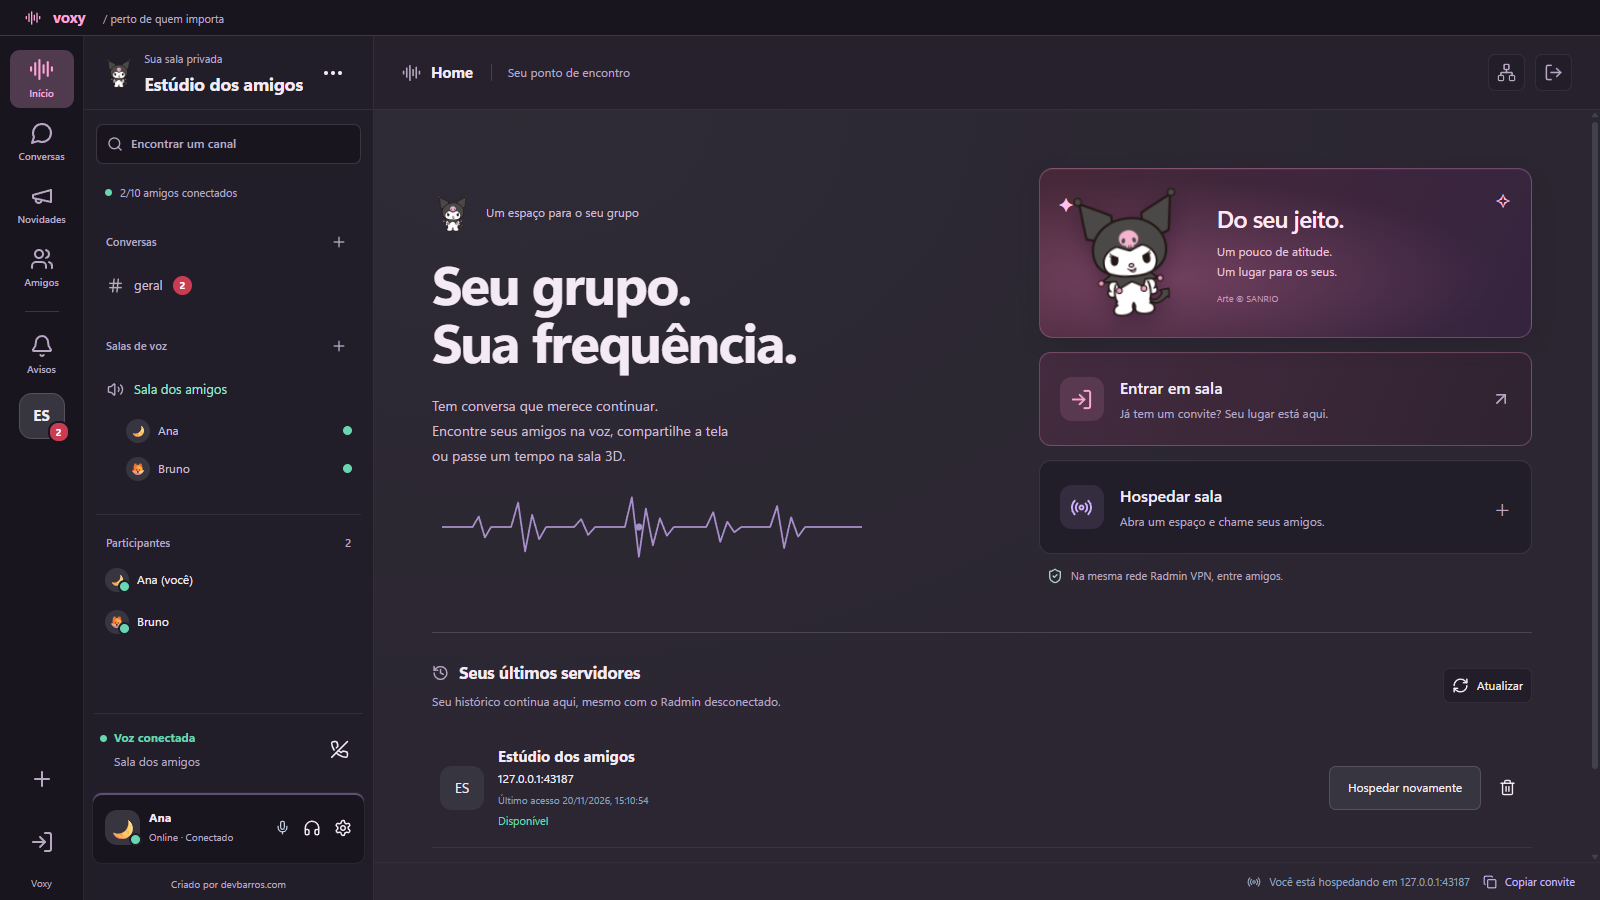 voxy / perto de quem importa
Início
Conversas
Novidades
Amigos
Avisos
ES
2
Voxy
Sua sala privada
Estúdio dos amigos
Encontrar um canal
2/10 amigos conectados
Conversas
# geral 2
Salas de voz
Sala dos amigos
Ana
Bruno
Participantes 2
Ana (você)
Bruno
Voz conectada
Sala dos amigos
Ana
Online · Conectado
Criado por devbarros.com
Home
Seu ponto de encontro
Um espaço para o seu grupo
Seu grupo.
Sua frequência.
Tem conversa que merece continuar.
Encontre seus amigos na voz, compartilhe a tela
ou passe um tempo na sala 3D.
Do seu jeito.
Um pouco de atitude.
Um lugar para os seus.
Arte © SANRIO
Entrar em sala
Já tem um convite? Seu lugar está aqui.
Hospedar sala
Abra um espaço e chame seus amigos.
Na mesma rede Radmin VPN, entre amigos.
Seus últimos servidores
Seu histórico continua aqui, mesmo com o Radmin desconectado.
Atualizar
ES
Estúdio dos amigos
127.0.0.1:43187
Último acesso 20/11/2026, 15:10:54
Disponível
Hospedar novamente
Você está hospedando em 127.0.0.1:43187
Copiar convite